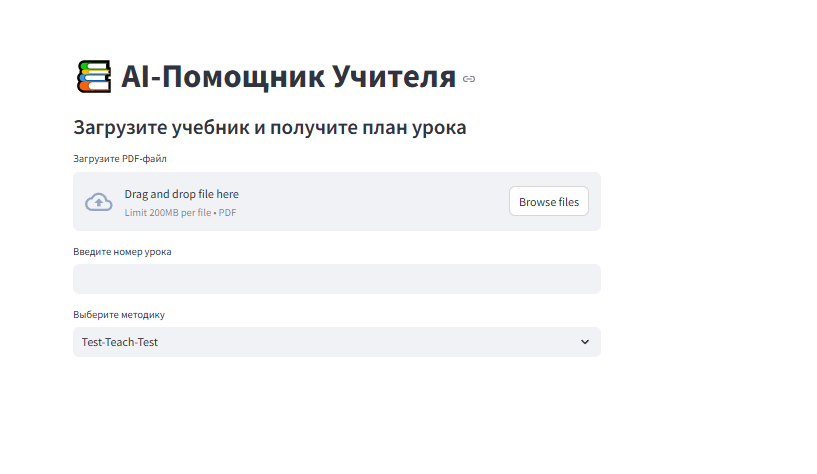 AI-Помощник Учителя
Загрузите учебник и получите план урока
Загрузите PDF-файл
Drag and drop file here
Limit 200MB per file • PDF
Browse files
Введите номер урока
Выберите методику
Test-Teach-Test